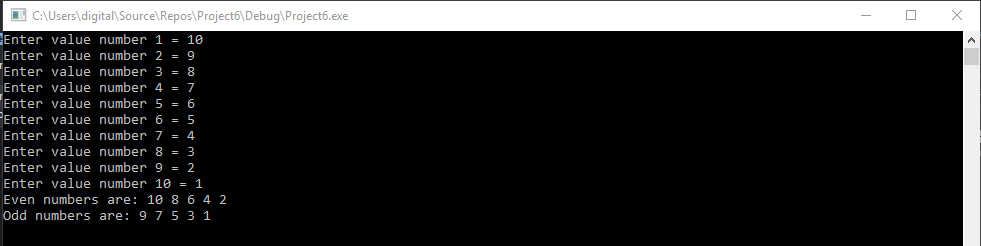 C:\Users\digital\Source\Repos\Project6\Debug\Project6.exe
Enter value number 1 = 10
Enter value number 2 = 9
Enter value number 3 = 8
Enter value number 4 = 7
Enter value number 5 = 6
Enter value number 6 = 5
Enter value number 7 = 4
Enter value number 8 = 3
Enter value number 9 = 2
Enter value number 10 = 1
Even numbers are: 10 8 6 4 2
Odd numbers are: 9 7 5 3 1